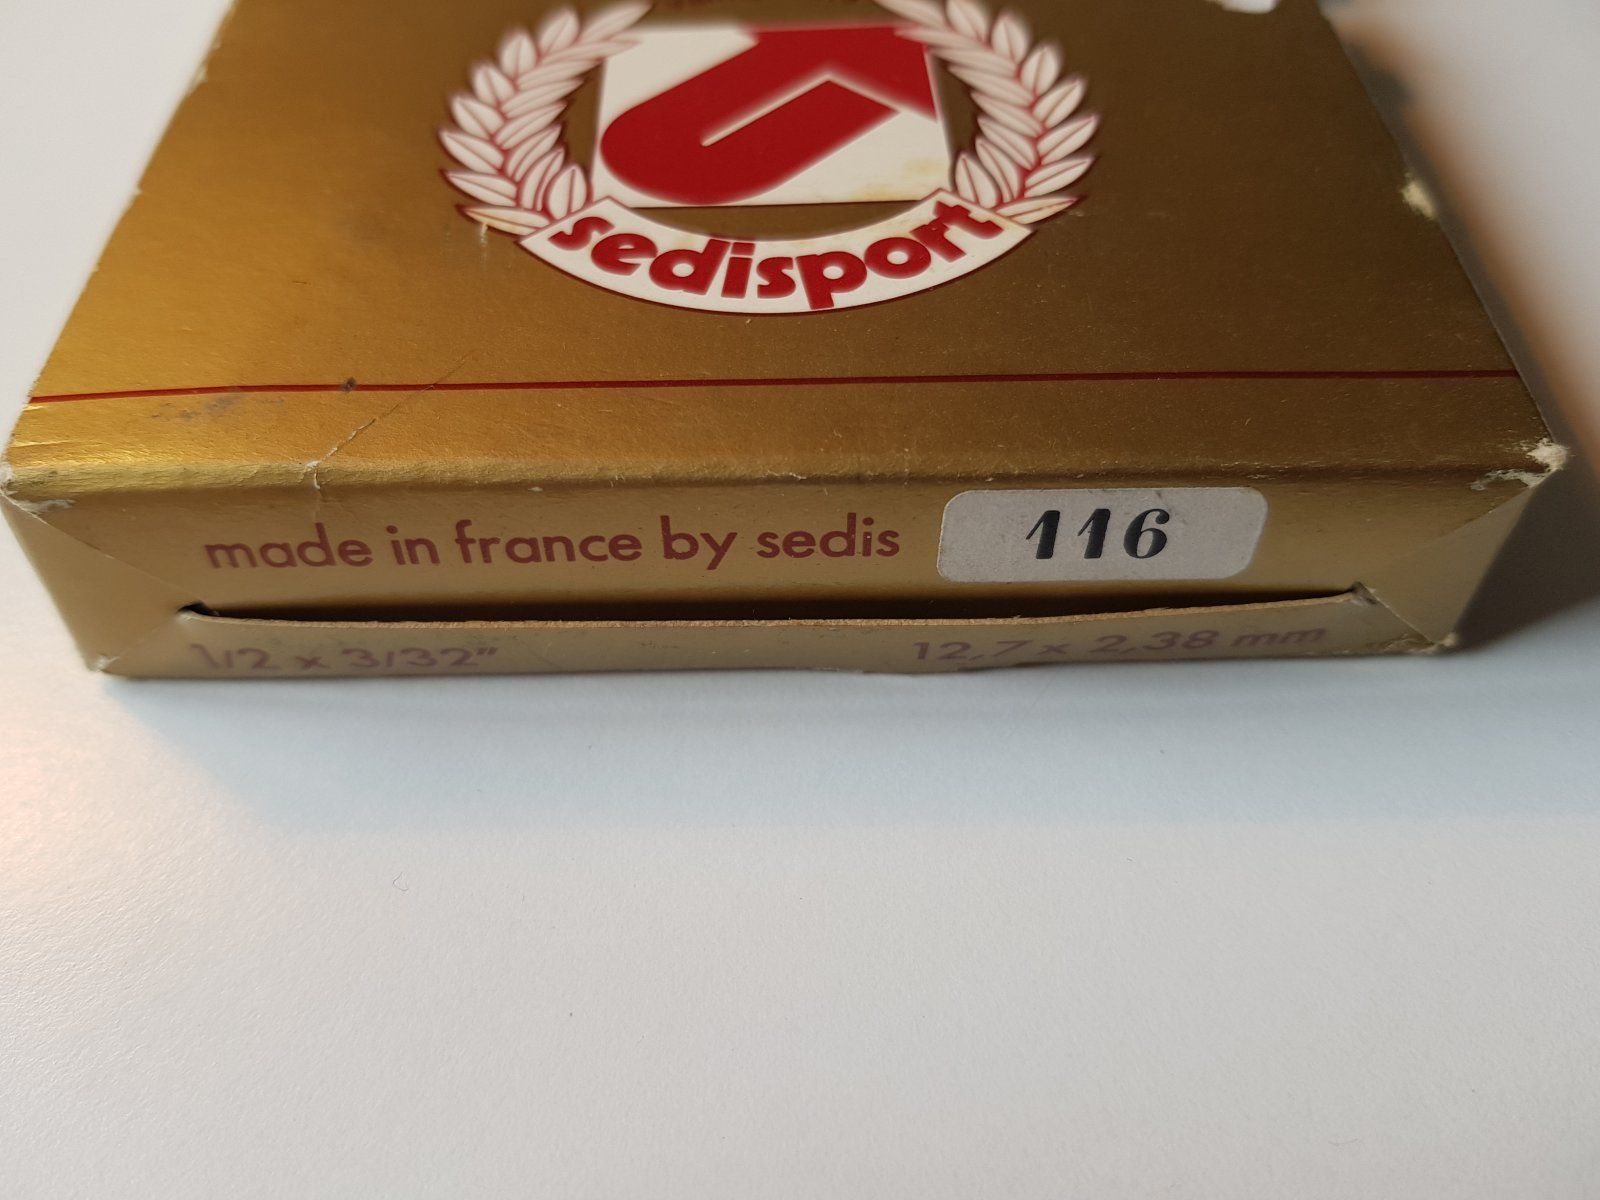 sedisport
made in france by sedis
116
1/2 x 3/32"
12,7 x 2,38 mm